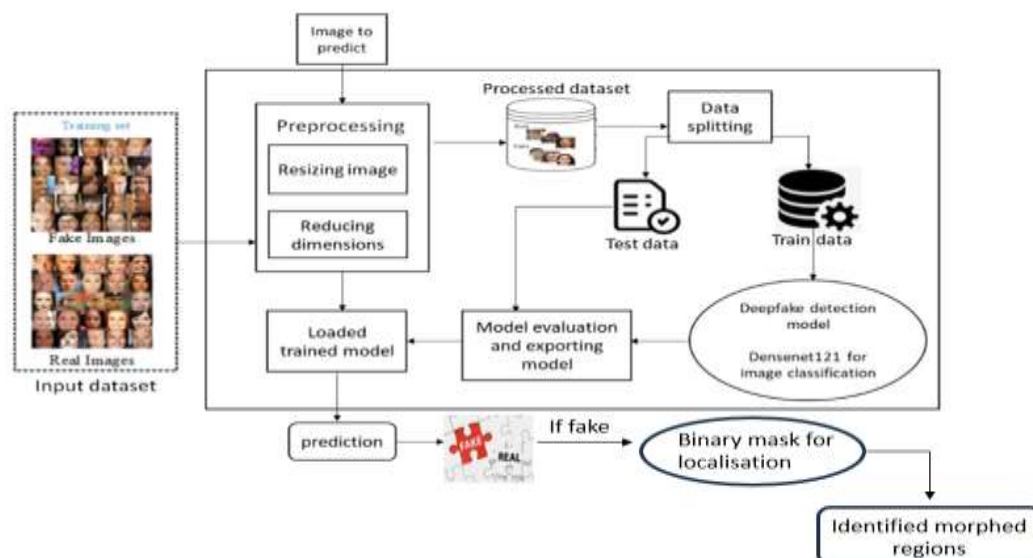 Image to
predict
Training set
Fake Images
Real Images
Input dataset
Preprocessing
Resizing image
Reducing
dimensions
Processed dataset
Data
splitting
Test data
Train data
Deepfake detection
model
Densenet121 for
image classification
Model evaluation
and exporting
model
Loaded
trained model
prediction
FAKE
REAL
If fake
Binary mask for
localisation
Identified morphed
regions